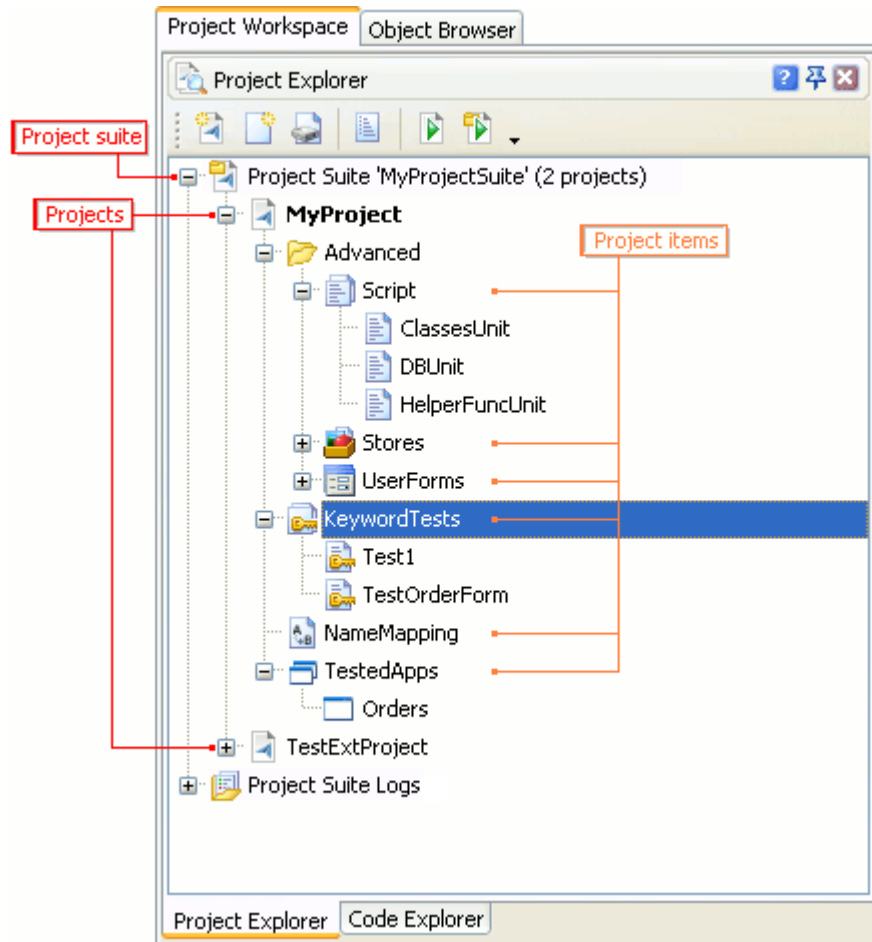 Project Workspace Object Browser
Project Explorer
Project suite
Project Suite 'MyProjectSuite' (2 projects)
Projects
MyProject
Project items
Advanced
Script
ClassesUnit
DBUnit
HelperFuncUnit
Stores
UserForms
KeywordTests
Test1
TestOrderForm
NameMapping
TestedApps
Orders
TestExtProject
Project Suite Logs
Project Explorer Code Explorer